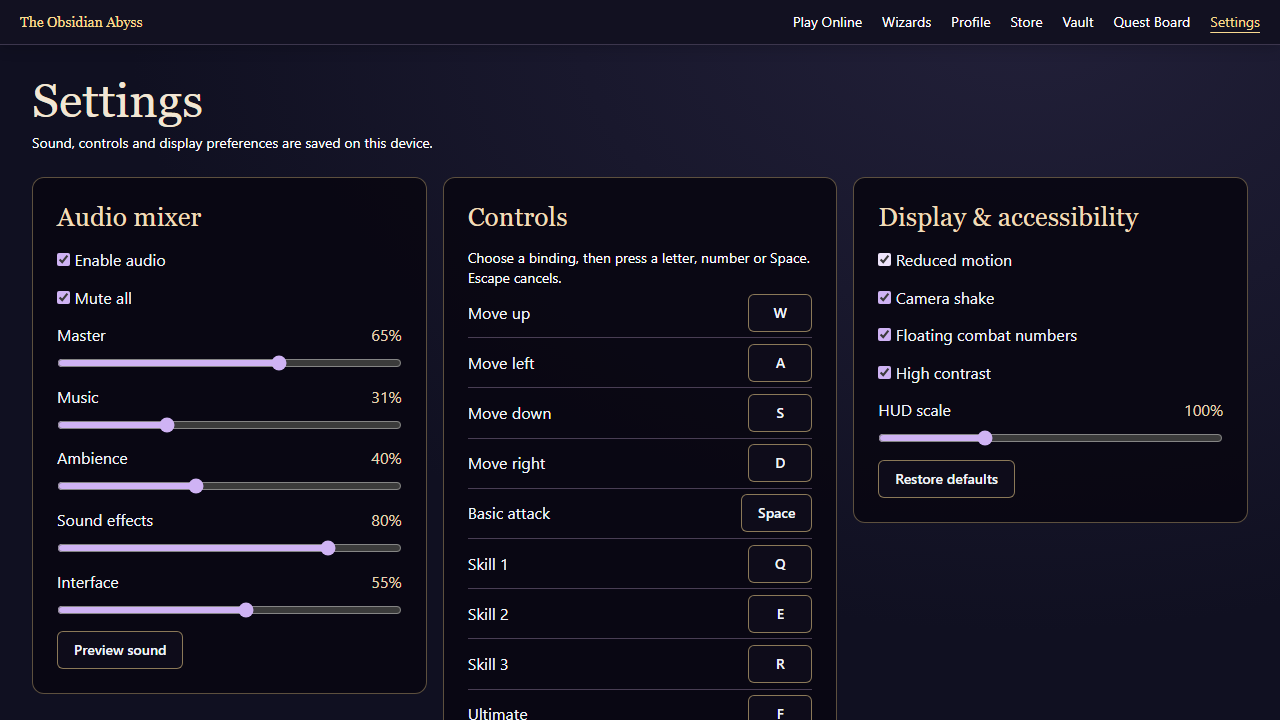 The Obsidian Abyss
Play Online
Wizards
Profile
Store
Vault
Quest Board
Settings
Settings
Sound, controls and display preferences are saved on this device.
Audio mixer
Enable audio
Mute all
Master 65%
Music 31%
Ambience 40%
Sound effects 80%
Interface 55%
Preview sound
Controls
Choose a binding, then press a letter, number or Space.
Escape cancels.
Move up W
Move left A
Move down S
Move right D
Basic attack Space
Skill 1 Q
Skill 2 E
Skill 3 R
Ultimate F
Display & accessibility
Reduced motion
Camera shake
Floating combat numbers
High contrast
HUD scale 100%
Restore defaults